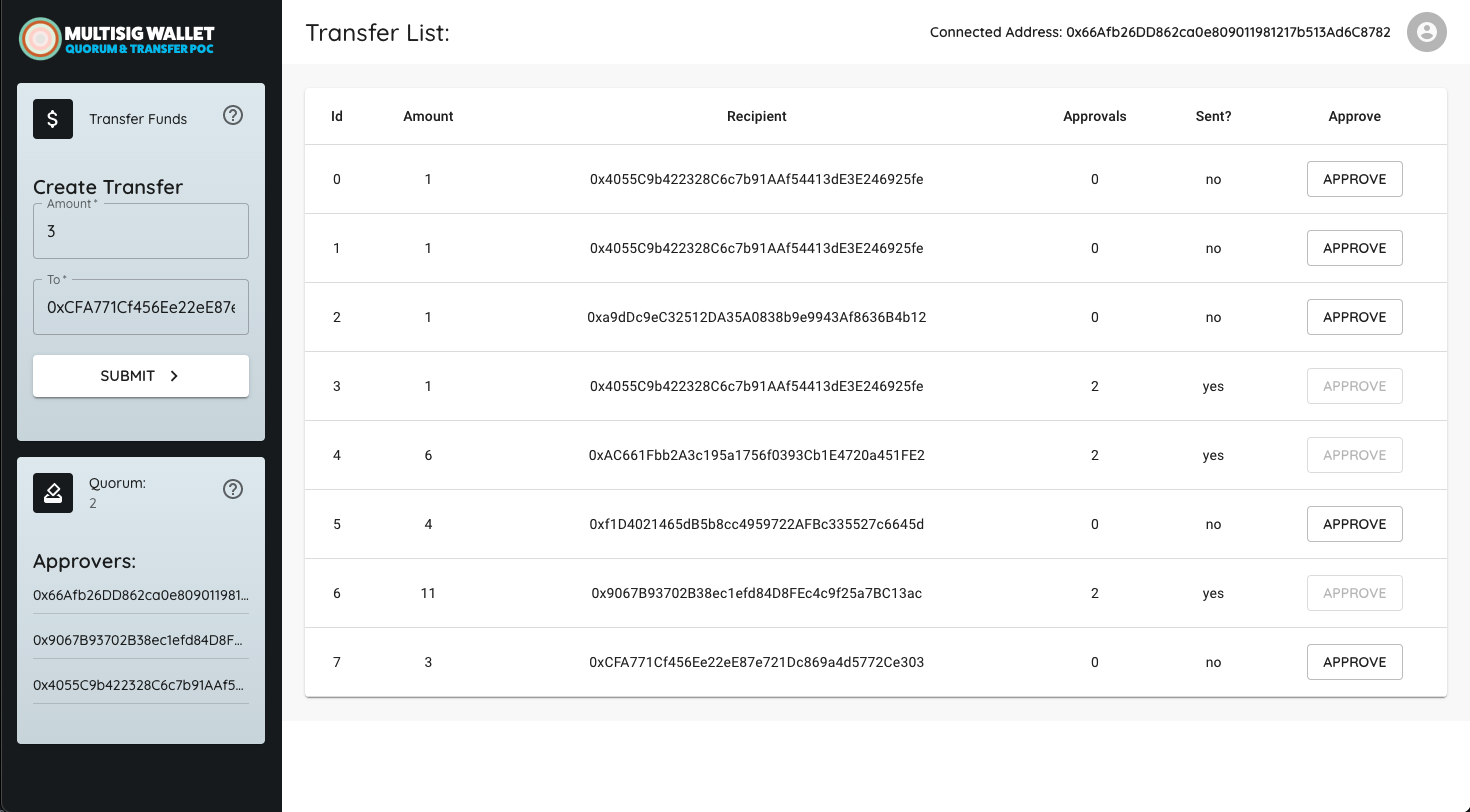 MULTISIG WALLET
QUORUM & TRANSFER POC
Transfer List:
Connected Address: 0x66Afb26DD862ca0e809011981217b513Ad6C8782
$ Transfer Funds ?
Create Transfer
Amount *
3
To *
0xCFA771Cf456Ee22eE87e
SUBMIT
Quorum: ?
2
Approvers:
0x66Afb26DD862ca0e809011981...
0x9067B93702B38ec1efd84D8F...
0x4055C9b422328C6c7b91AAf5...
Id Amount Recipient Approvals Sent? Approve
0 1 0x4055C9b422328C6c7b91AAf54413dE3E246925fe 0 no APPROVE
1 1 0x4055C9b422328C6c7b91AAf54413dE3E246925fe 0 no APPROVE
2 1 0xa9dDc9eC32512DA35A0838b9e9943Af8636B4b12 0 no APPROVE
3 1 0x4055C9b422328C6c7b91AAf54413dE3E246925fe 2 yes APPROVE
4 6 0xAC661Fbb2A3c195a1756f0393Cb1E4720a451FE2 2 yes APPROVE
5 4 0xf1D4021465dB5b8cc4959722AFBc335527c6645d 0 no APPROVE
6 11 0x9067B93702B38ec1efd84D8FEc4c9f25a7BC13ac 2 yes APPROVE
7 3 0xCFA771Cf456Ee22eE87e721Dc869a4d5772Ce303 0 no APPROVE